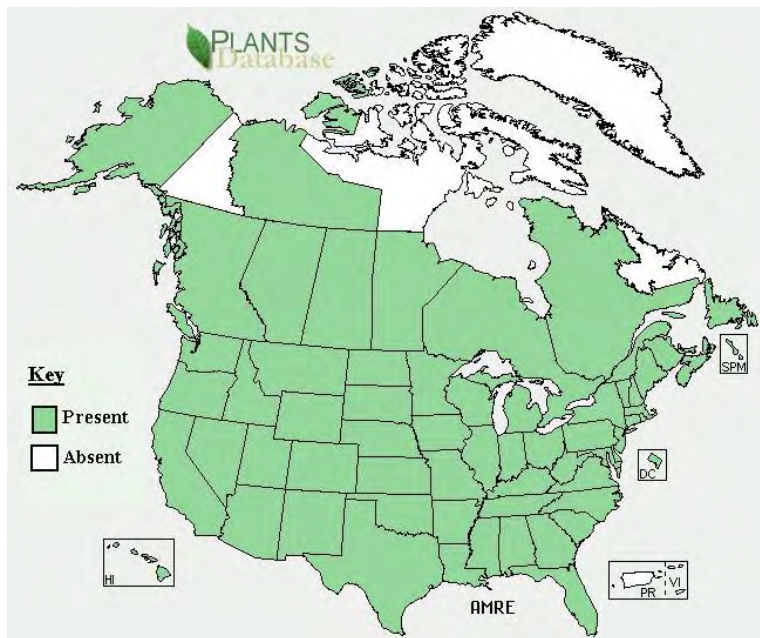 PLANTS
Database
Key
Present
Absent
SPM
DC
HI
PR
VI
AMRE